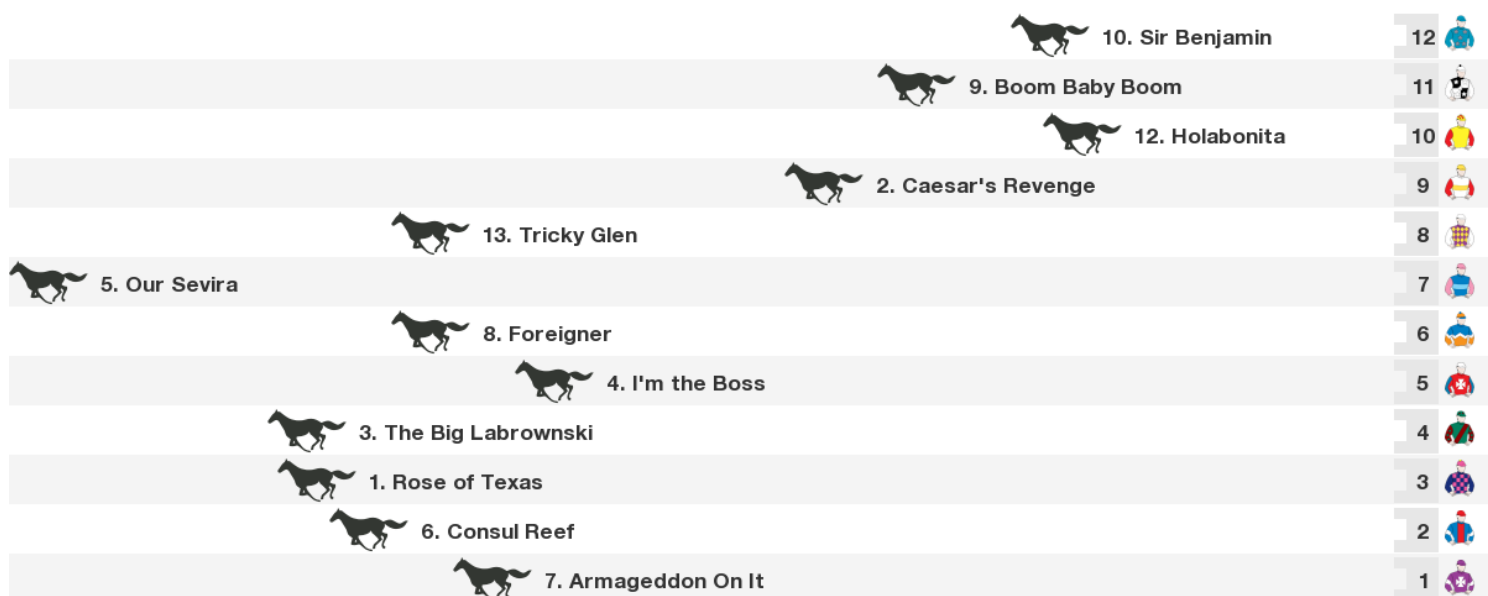 10. Sir Benjamin 12
9. Boom Baby Boom 11
12. Holabonita 10
2. Caesar's Revenge 9
13. Tricky Glen 8
5. Our Sevira 7
8. Foreigner 6
4. I'm the Boss 5
3. The Big Labrownski 4
1. Rose of Texas 3
6. Consul Reef 2
7. Armageddon On It 1